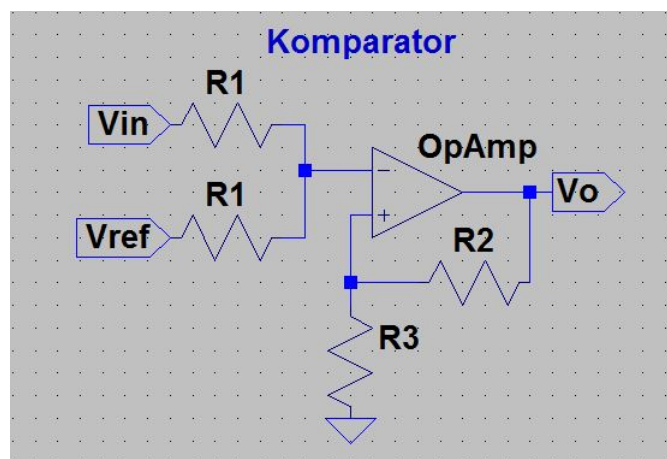 Komparator
R1
Vin
OpAmp
R1
Vo
Vref
R2
R3